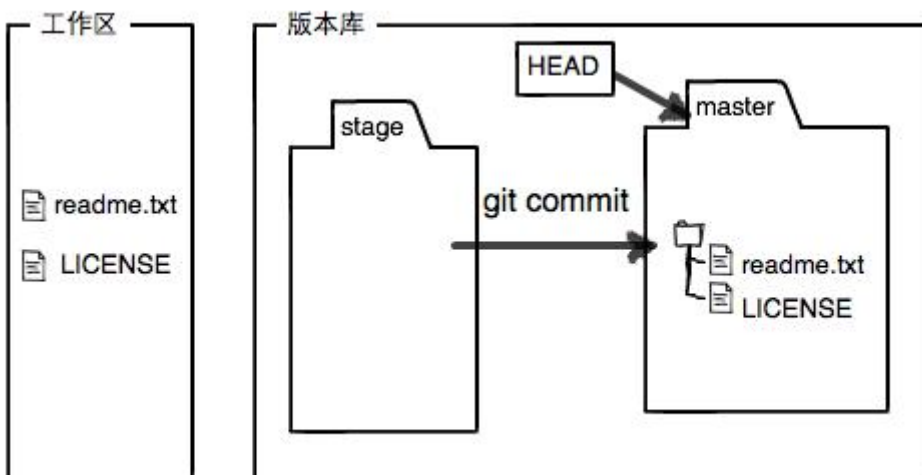 工作区
readme.txt
LICENSE
版本库
HEAD
stage
master
git commit
readme.txt
LICENSE